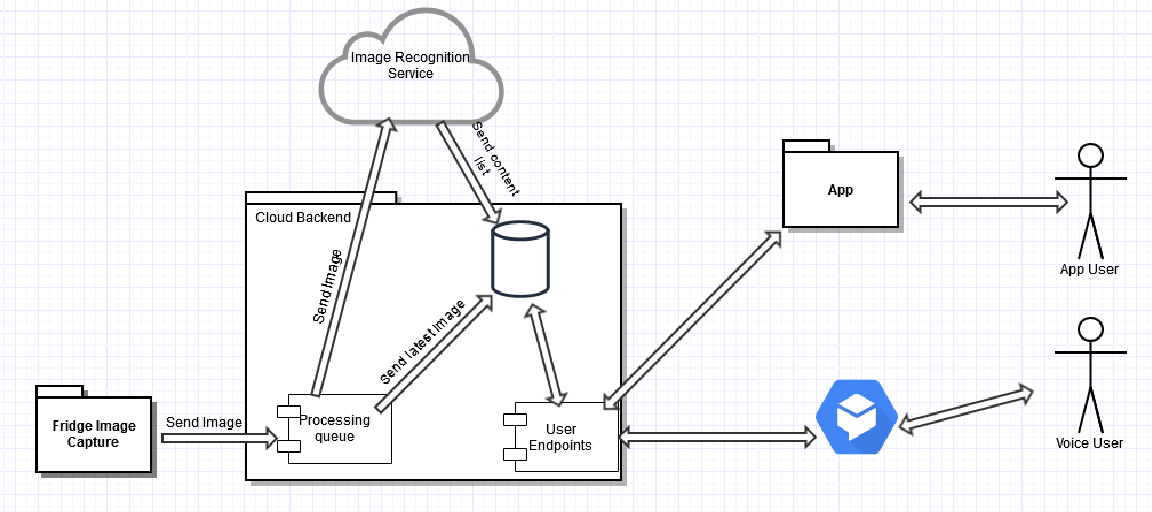 Image Recognition
Service
Send content
list
Cloud Backend
Send Image
Send latest image
Fridge Image
Capture
Send Image
Processing
queue
User
Endpoints
App
App User
Voice User